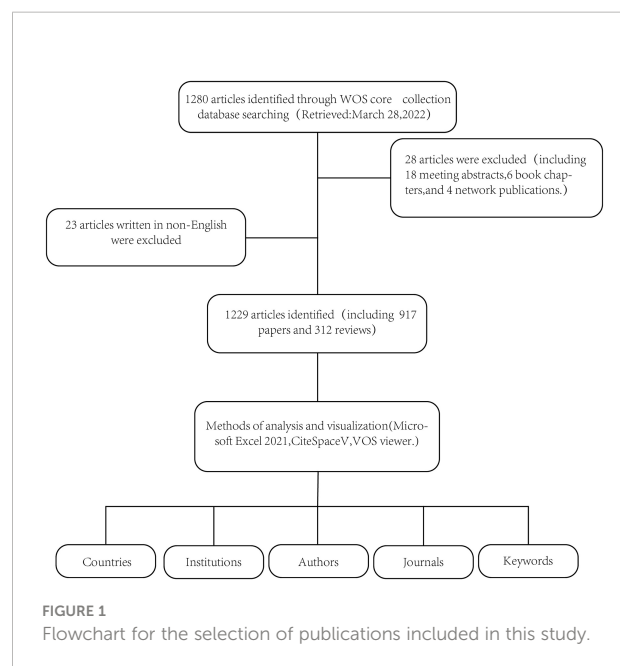 1280 articles identified through WOS core collection
database searching (Retrieved:March 28,2022)
28 articles were excluded (including
18 meeting abstracts,6 book chap-
ters,and 4 network publications.)
23 articles written in non-English
were excluded
1229 articles identified (including 917
papers and 312 reviews)
Methods of analysis and visualization(Micro-
soft Excel 2021,CiteSpaceV,VOS viewer.)
Countries
Institutions
Authors
Journals
Keywords
FIGURE 1
Flowchart for the selection of publications included in this study.